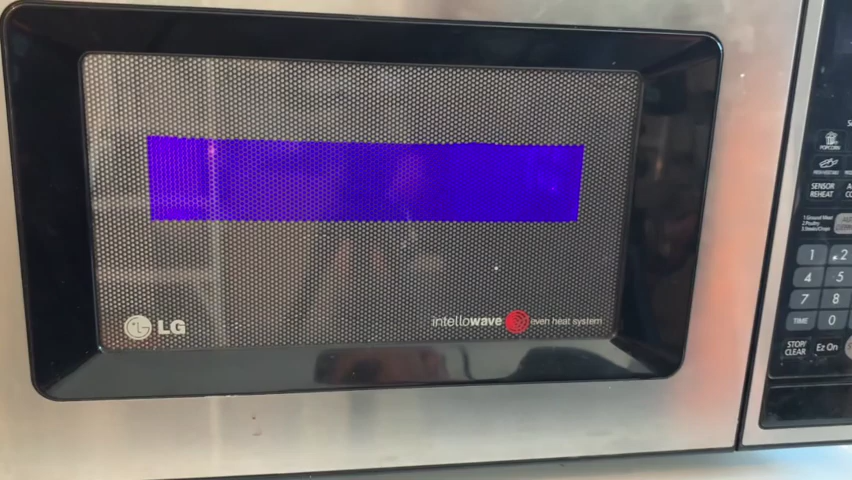 LG
intellowave even heat system
POPCORN
SENSOR
REHEAT
1 2
4 5
7 8
TIME 0
STOP/
CLEAR
Ez On